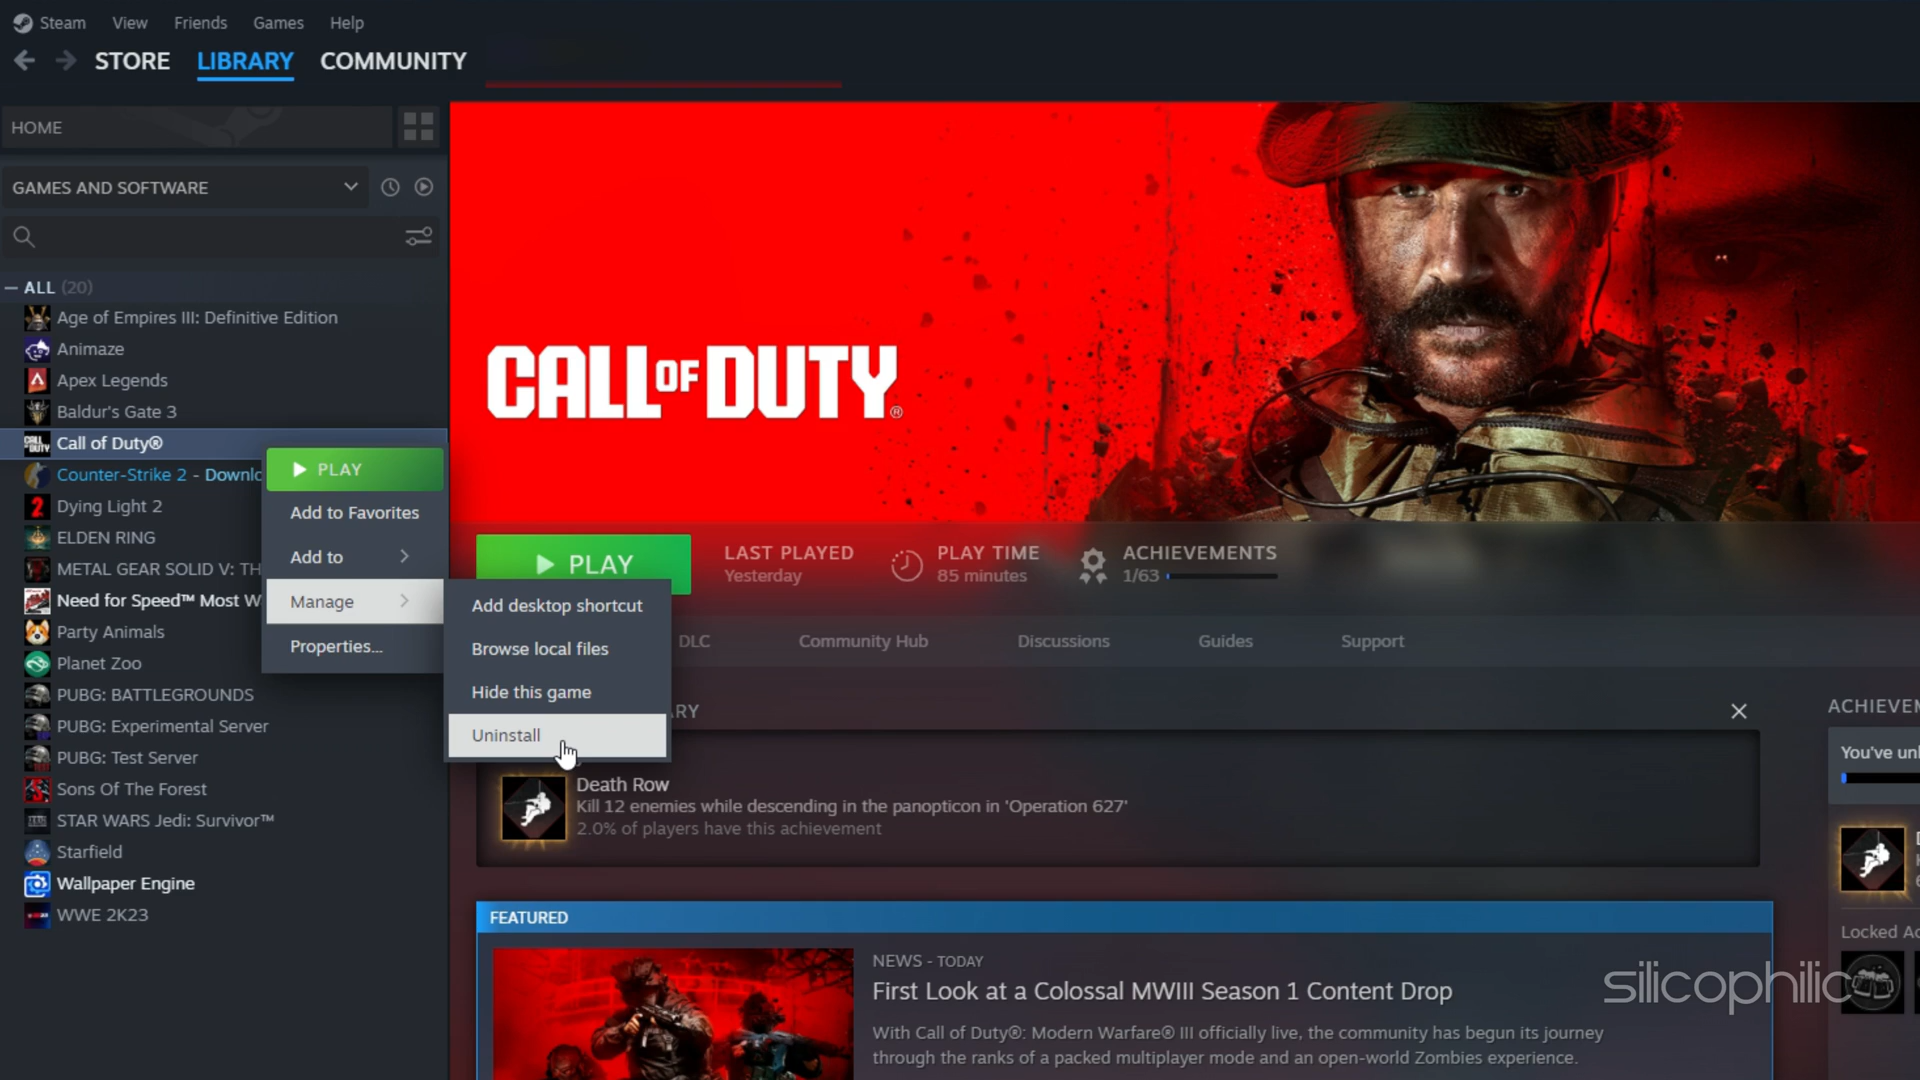 Steam View Friends Games Help
STORE LIBRARY COMMUNITY
HOME
GAMES AND SOFTWARE
ALL (20)
Age of Empires III: Definitive Edition
Animaze
Apex Legends
Baldur's Gate 3
CALL OF DUTY
Call of Duty®
Counter-Strike 2 - Downlo
Dying Light 2
ELDEN RING
METAL GEAR SOLID V: TH
Need for Speed™ Most W
Party Animals
Planet Zoo
PUBG: BATTLEGROUNDS
PUBG: Experimental Server
PUBG: Test Server
Sons Of The Forest
STAR WARS Jedi: Survivor™
Starfield
Wallpaper Engine
WWE 2K23
PLAY
Add to Favorites
Add to
Manage
Properties...
Add desktop shortcut
Browse local files
Hide this game
Uninstall
CALL OF DUTY®
PLAY
LAST PLAYED
Yesterday
PLAY TIME
85 minutes
ACHIEVEMENTS
1/63
DLC Community Hub Discussions Guides Support
RY
Death Row
Kill 12 enemies while descending in the panopticon in 'Operation 627'
2.0% of players have this achievement
FEATURED
NEWS - TODAY
First Look at a Colossal MWIII Season 1 Content Drop
With Call of Duty®: Modern Warfare® III officially live, the community has begun its journey
through the ranks of a packed multiplayer mode and an open-world Zombies experience.
ACHIEVEM
You've unl
Locked Ac
silicophilic